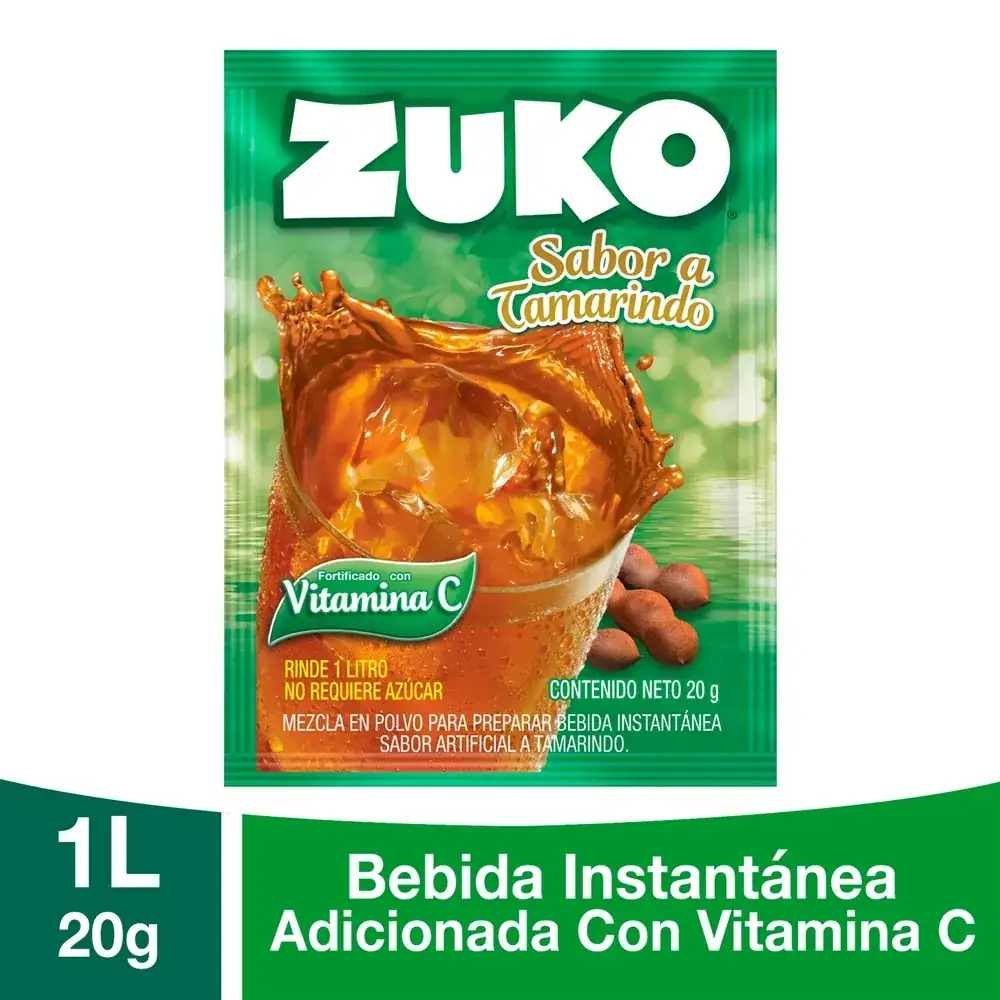 ZUKO
Sabor a
Tamarindo
Fortificado con
Vitamina C
RINDE 1 LITRO
NO REQUIERE AZÚCAR
CONTENIDO NETO 20 g
MEZCLA EN POLVO PARA PREPARAR BEBIDA INSTANTÁNEA
SABOR ARTIFICIAL A TAMARINDO.
1L
20g
Bebida Instantánea
Adicionada Con Vitamina C